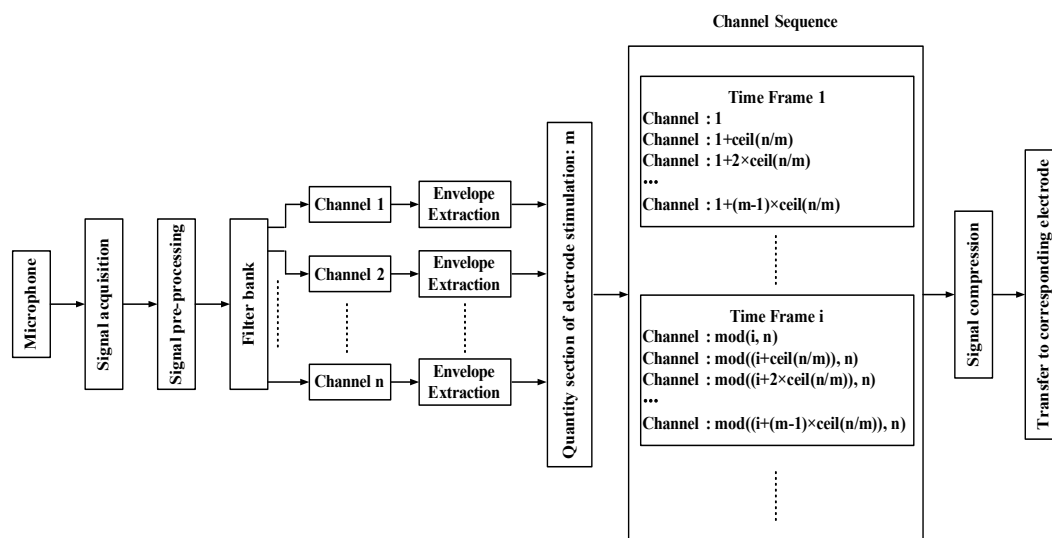 Channel Sequence
Microphone
Signal acquisition
Signal pre-processing
Filter bank
Channel 1
Envelope
Extraction
Channel 2
Envelope
Extraction
Channel n
Envelope
Extraction
Quantity section of electrode stimulation: m
Time Frame 1
Channel : 1
Channel : 1+ceil(n/m)
Channel : 1+2×ceil(n/m)
...
Channel : 1+(m-1)×ceil(n/m)
Time Frame i
Channel : mod(i, n)
Channel : mod((i+ceil(n/m)), n)
Channel : mod((i+2×ceil(n/m)), n)
...
Channel : mod((i+(m-1)×ceil(n/m)), n)
Signal compression
Transfer to corresponding electrode